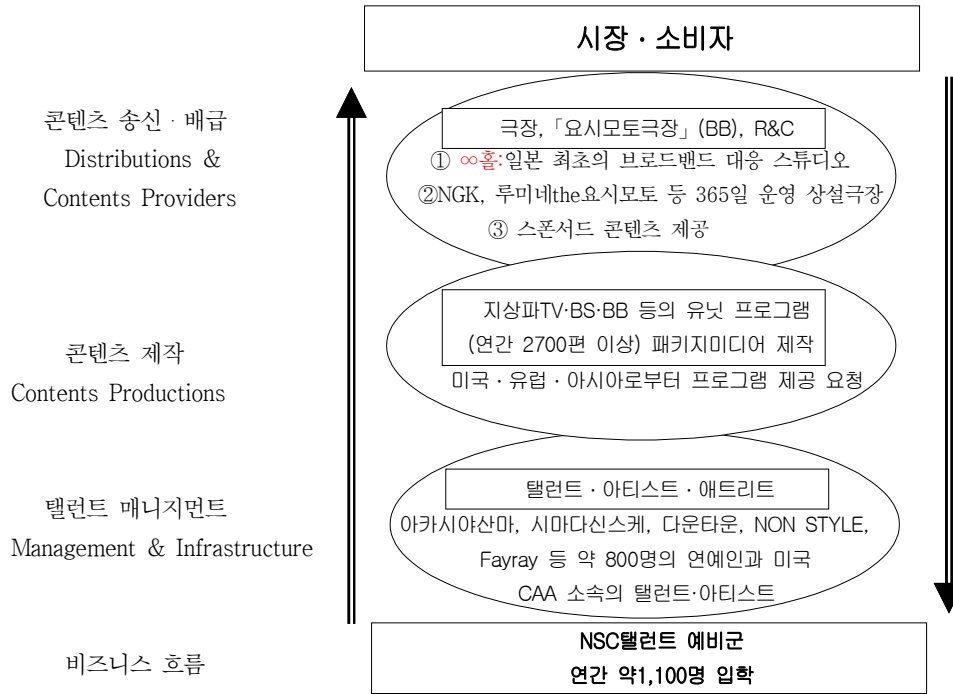 시장 · 소비자
콘텐츠 송신 · 배급
Distributions &
Contents Providers
극장,「요시모토극장」(BB), R&C
① ∞홀:일본 최초의 브로드밴드 대응 스튜디오
②NGK, 루미네the요시모토 등 365일 운영 상설극장
③ 스폰서드 콘텐츠 제공
콘텐츠 제작
Contents Productions
지상파TV·BS·BB 등의 유닛 프로그램
(연간 2700편 이상) 패키지미디어 제작
미국 · 유럽 · 아시아로부터 프로그램 제공 요청
탤런트 매니지먼트
Management & Infrastructure
탤런트 · 아티스트 · 애트리트
아카시야산마, 시마다신스케, 다운타운, NON STYLE,
Fayray 등 약 800명의 연예인과 미국
CAA 소속의 탤런트·아티스트
비즈니스 흐름
NSC탤런트 예비군
연간 약1,100명 입학